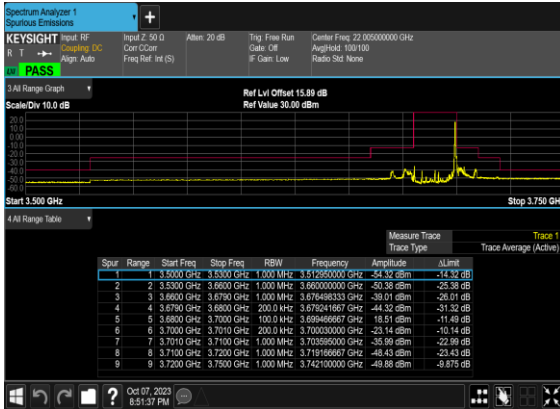 Spectrum Analyzer 1
Spurious Emissions
KEYSIGHT Input: RF Input Z: 50 Ω Atten: 20 dB Trig: Free Run Center Freq: 22.005000000 GHz
R T Coupling: DC Corr CCorr Gate: Off Avg|Hold: 100/100
Align: Auto Freq Ref: Int (S) IF Gain: Low Radio Std: None
PASS
3 All Range Graph
Ref Lvl Offset 15.89 dB
Scale/Div 10.0 dB Ref Value 30.00 dBm
20.0
10.0
0.00
-10.0
-20.0
-30.0
-40.0
-50.0
-60.0
Start 3.500 GHz Stop 3.750 GH
4 All Range Table
Measure Trace Trace 1
Trace Type Trace Average (Active)
Spur Range Start Freq Stop Freq RBW Frequency Amplitude ΔLimit
1 1 3.5000 GHz 3.5300 GHz 1.000 MHz 3.512950000 GHz -54.32 dBm -14.32 dB
2 2 3.5300 GHz 3.6600 GHz 1.000 MHz 3.660000000 GHz -50.38 dBm -25.38 dB
3 3 3.6600 GHz 3.6790 GHz 1.000 MHz 3.676498333 GHz -39.01 dBm -26.01 dB
4 4 3.6790 GHz 3.6800 GHz 200.0 kHz 3.679241667 GHz -44.32 dBm -31.32 dB
5 5 3.6800 GHz 3.7000 GHz 100.0 kHz 3.699466667 GHz 18.51 dBm -11.49 dB
6 6 3.7000 GHz 3.7010 GHz 200.0 kHz 3.700030000 GHz -23.14 dBm -10.14 dB
7 7 3.7010 GHz 3.7100 GHz 1.000 MHz 3.703595000 GHz -35.99 dBm -22.99 dB
8 8 3.7100 GHz 3.7200 GHz 1.000 MHz 3.719166667 GHz -48.43 dBm -23.43 dB
9 9 3.7200 GHz 3.7500 GHz 1.000 MHz 3.742100000 GHz -49.88 dBm -9.875 dB
Oct 07, 2023
8:51:37 PM